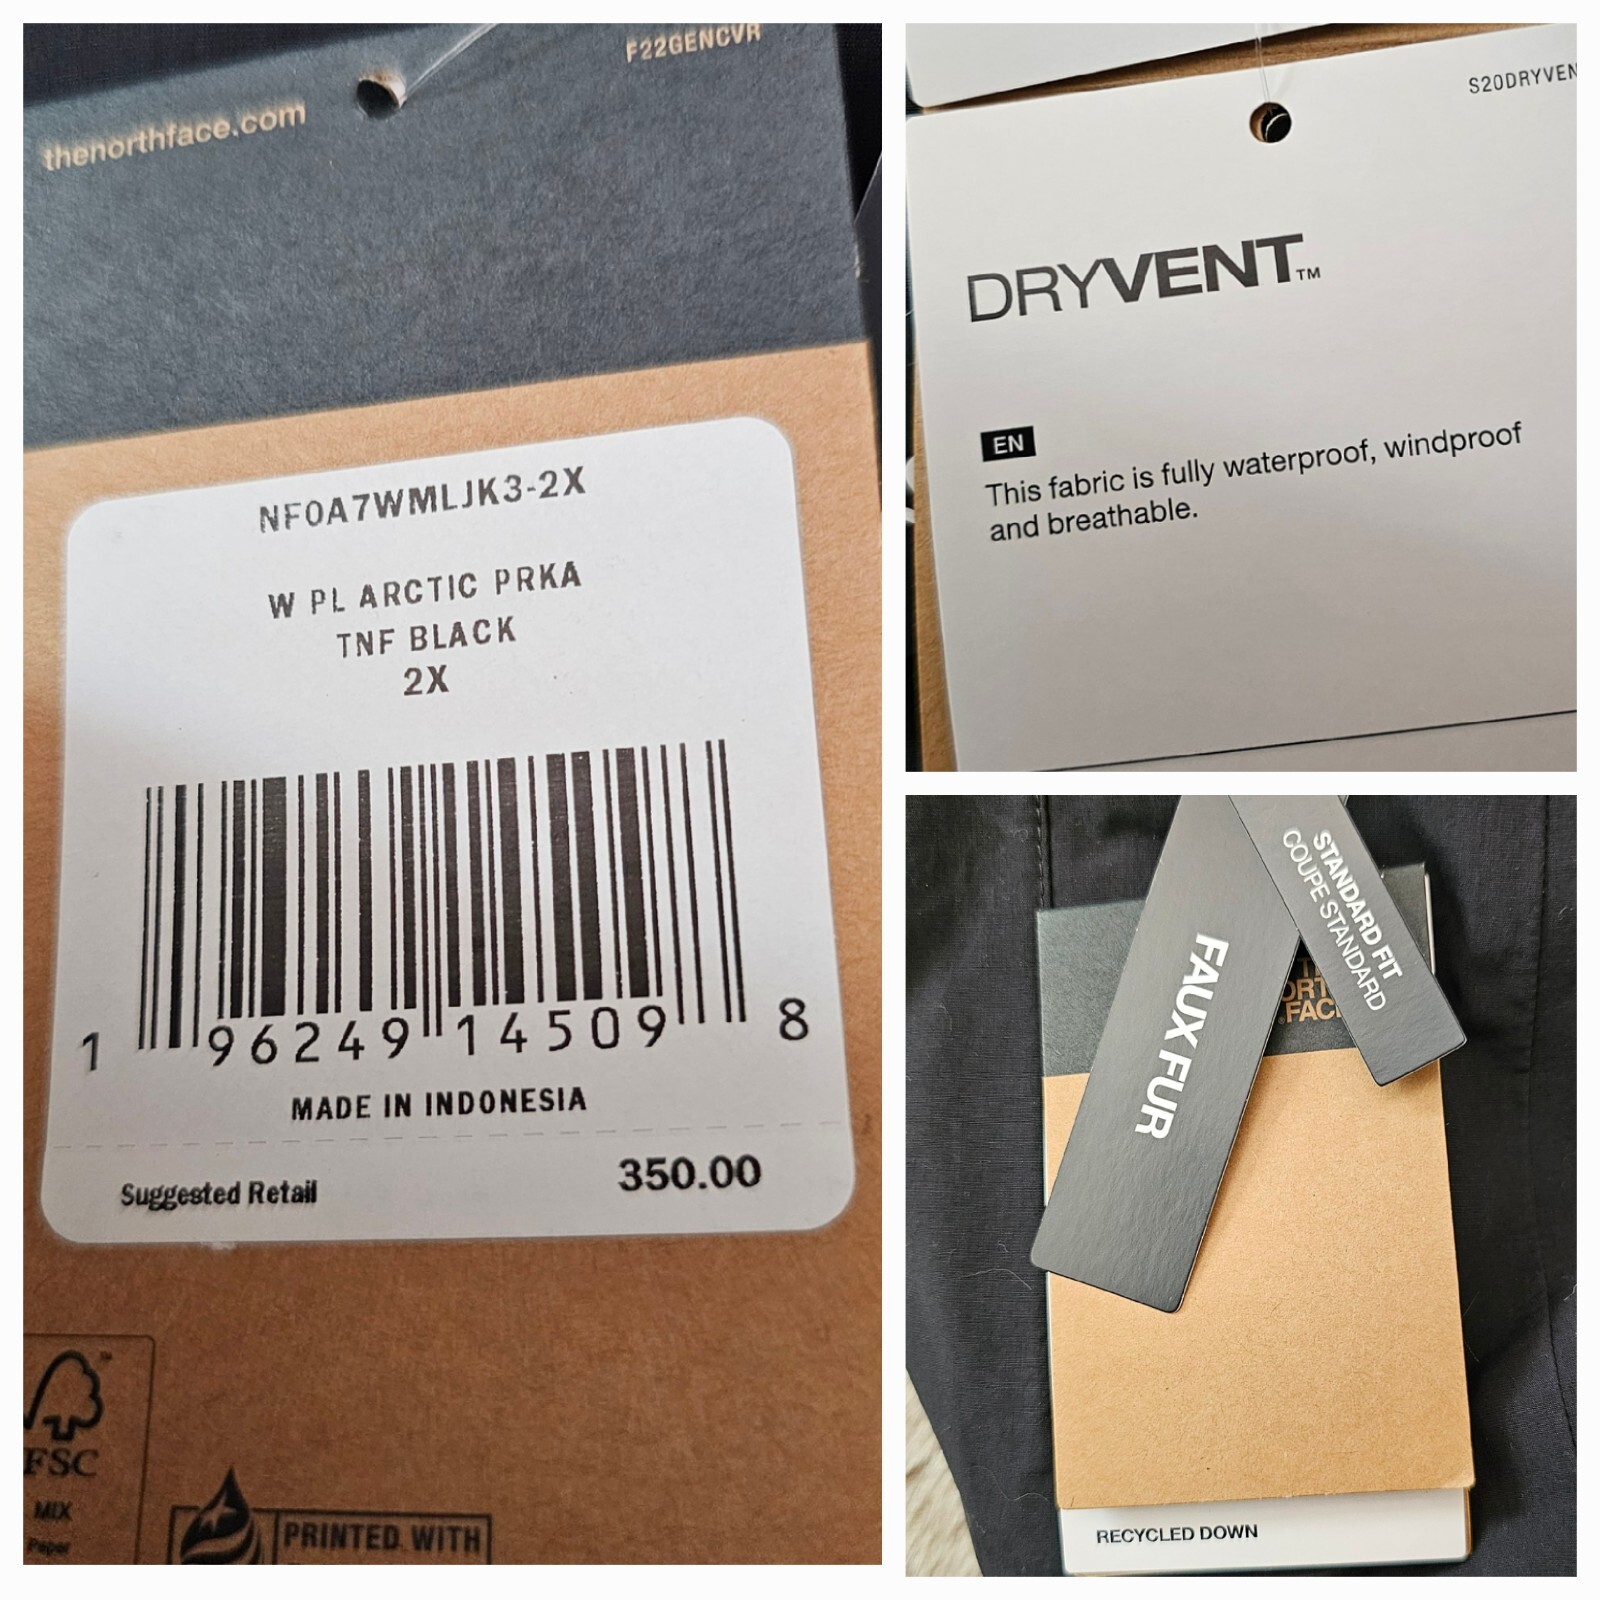 F22GENCVR
thenorthface.com
NF0A7WMLJK3-2X
W PL ARCTIC PRKA
TNF BLACK
2X
1 96249 14509 8
MADE IN INDONESIA
Suggested Retail 350.00
FSC
MIX
Paper
PRINTED WITH
S20DRYVEN
DRYVENT™
EN
This fabric is fully waterproof, windproof
and breathable.
STANDARD FIT
COUPE STANDARD
FAUX FUR
RECYCLED DOWN